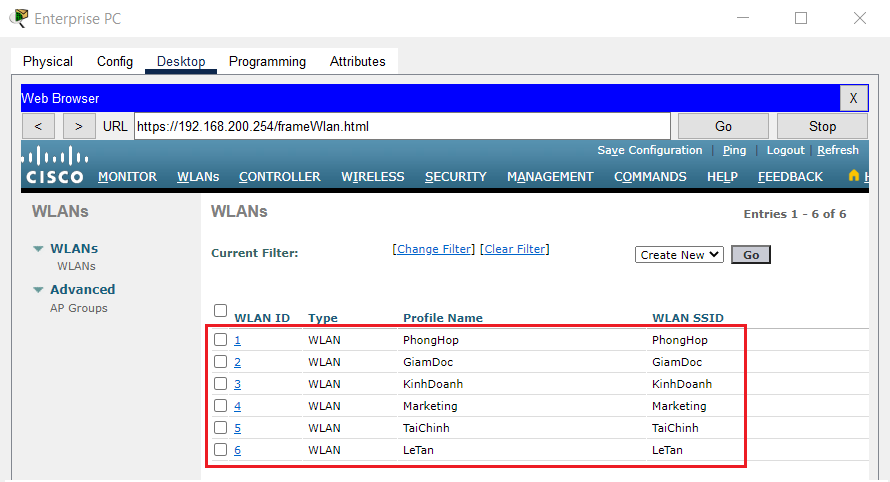 Enterprise PC
Physical Config Desktop Programming Attributes
Web Browser X
< > URL https://192.168.200.254/frameWlan.html Go Stop
Save Configuration | Ping | Logout | Refresh
CISCO MONITOR WLANs CONTROLLER WIRELESS SECURITY MANAGEMENT COMMANDS HELP FEEDBACK H
WLANs
WLANs
WLANs
Advanced
AP Groups
WLANs
Entries 1 - 6 of 6
Current Filter: [Change Filter] [Clear Filter] Create New Go
WLAN ID Type Profile Name WLAN SSID
1 WLAN PhongHop PhongHop
2 WLAN GiamDoc GiamDoc
3 WLAN KinhDoanh KinhDoanh
4 WLAN Marketing Marketing
5 WLAN TaiChinh TaiChinh
6 WLAN LeTan LeTan